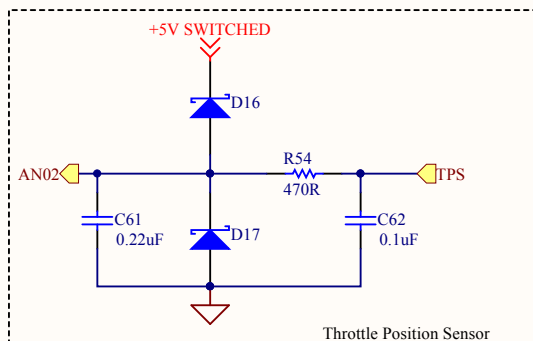 +5V SWITCHED
D16
R54
AN02
TPS
470R
C61
0.22uF
D17
C62
0.1uF
Throttle Position Sensor